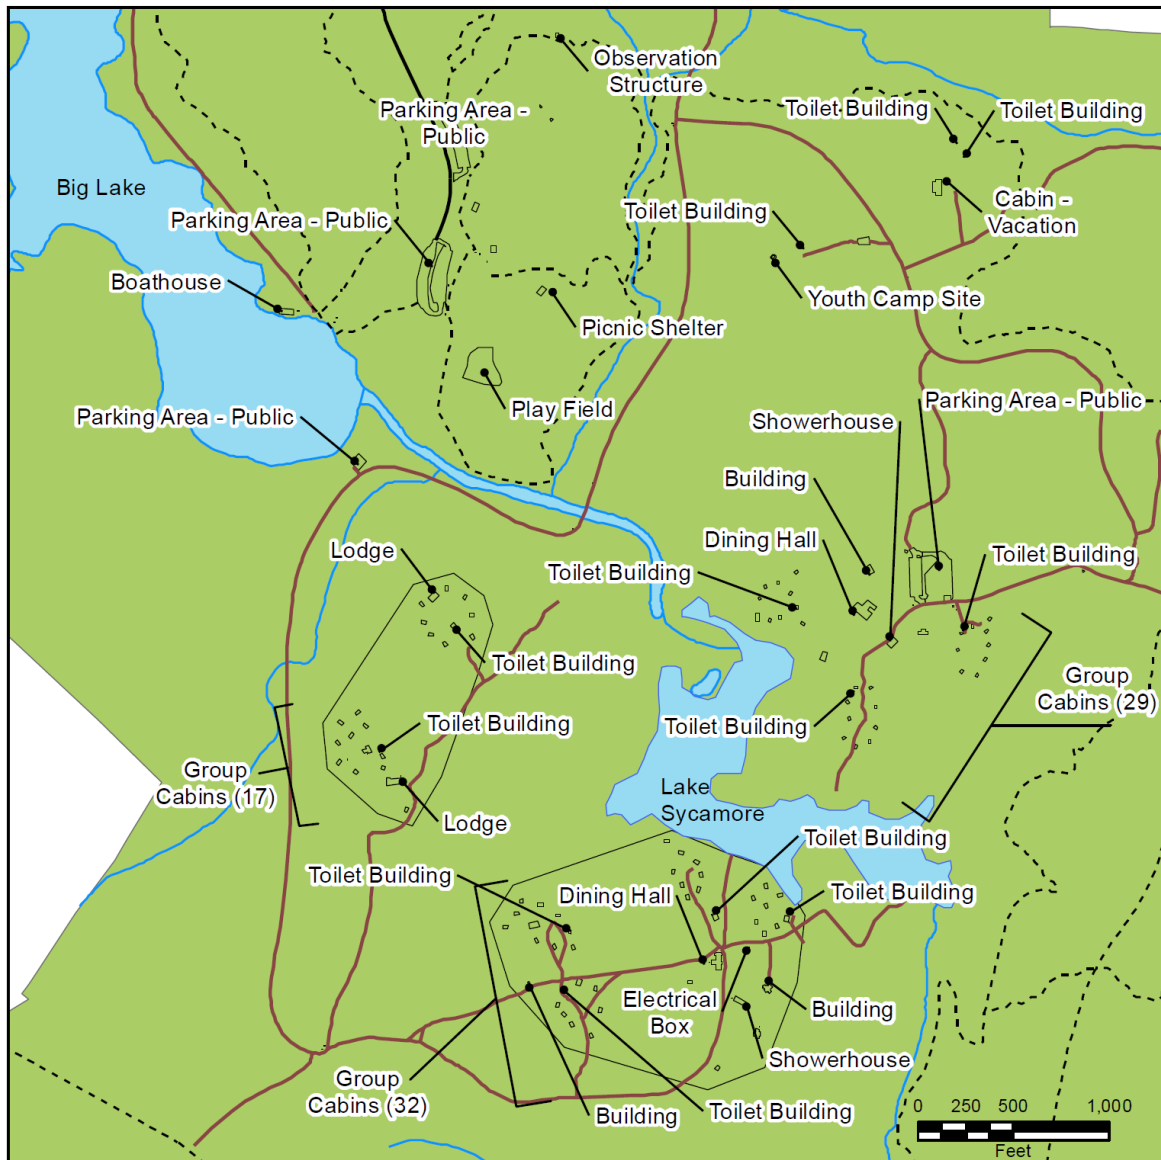 Observation
Structure
Parking Area -
Public
Toilet Building
Toilet Building
Big Lake
Parking Area - Public
Toilet Building
Cabin -
Vacation
Boathouse
Youth Camp Site
Picnic Shelter
Play Field
Parking Area - Public
Parking Area - Public
Showerhouse
Building
Dining Hall
Lodge
Toilet Building
Toilet Building
Toilet Building
Group
Cabins (29)
Toilet Building
Toilet Building
Group
Cabins (17)
Lake
Sycamore
Lodge
Toilet Building
Toilet Building
Dining Hall
Toilet Building
Electrical
Box
Building
Showerhouse
Group
Cabins (32)
Building
Toilet Building
0 250 500 1,000
Feet